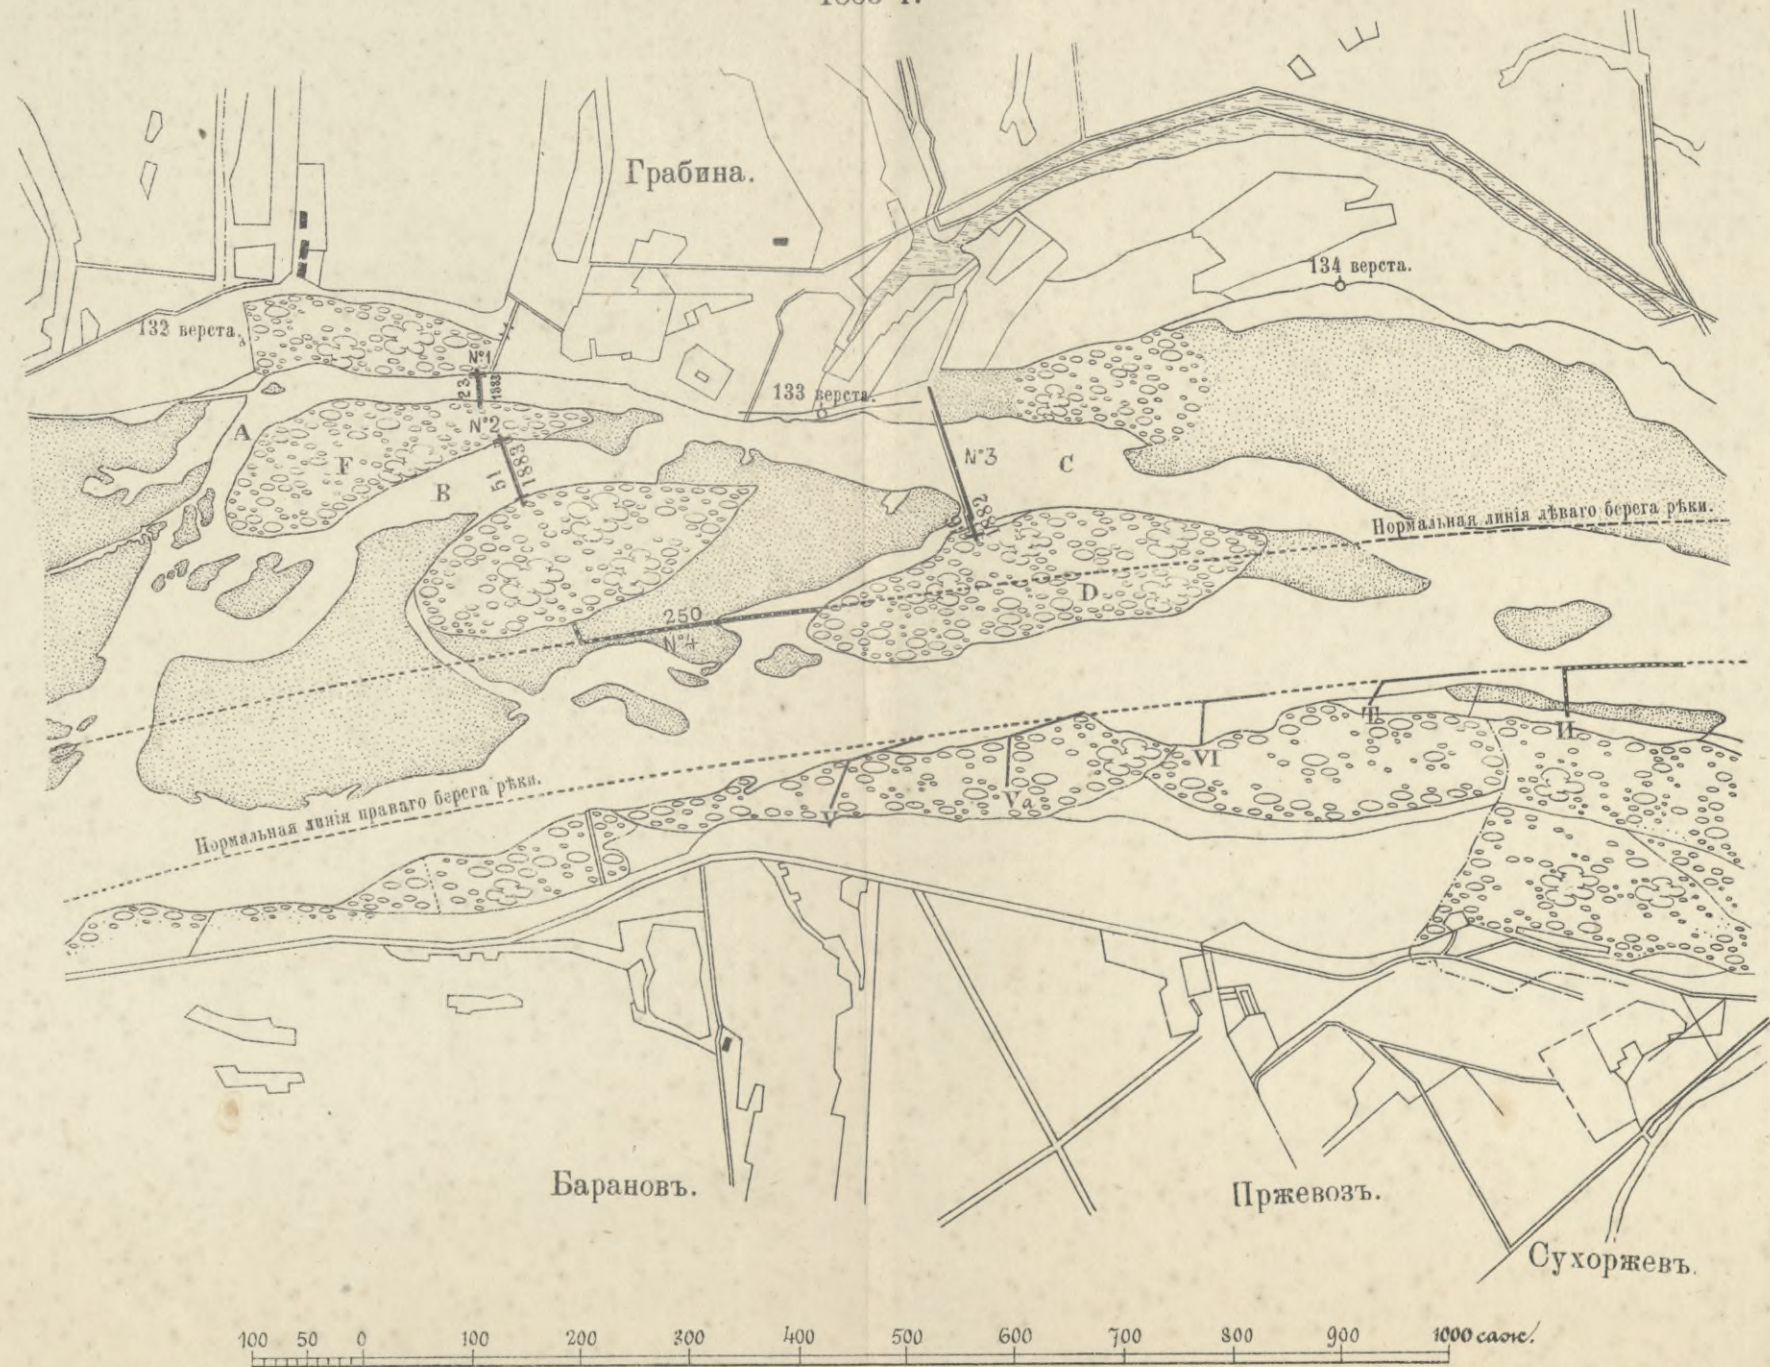 Грабина.
134 верста.
132 верста.
№1
23
1883
133 верста.
A
№2
F
B
51
1883
№3
C
Нормальная линія лѣваго берега рѣки.
D
250
№4
Т
И
VI
Va
V
Нормальная линія праваго берега рѣки.
Барановъ.
Пржевозъ.
Сухоржевъ.
100 50 0 100 200 300 400 500 600 700 800 900 1000 саж.